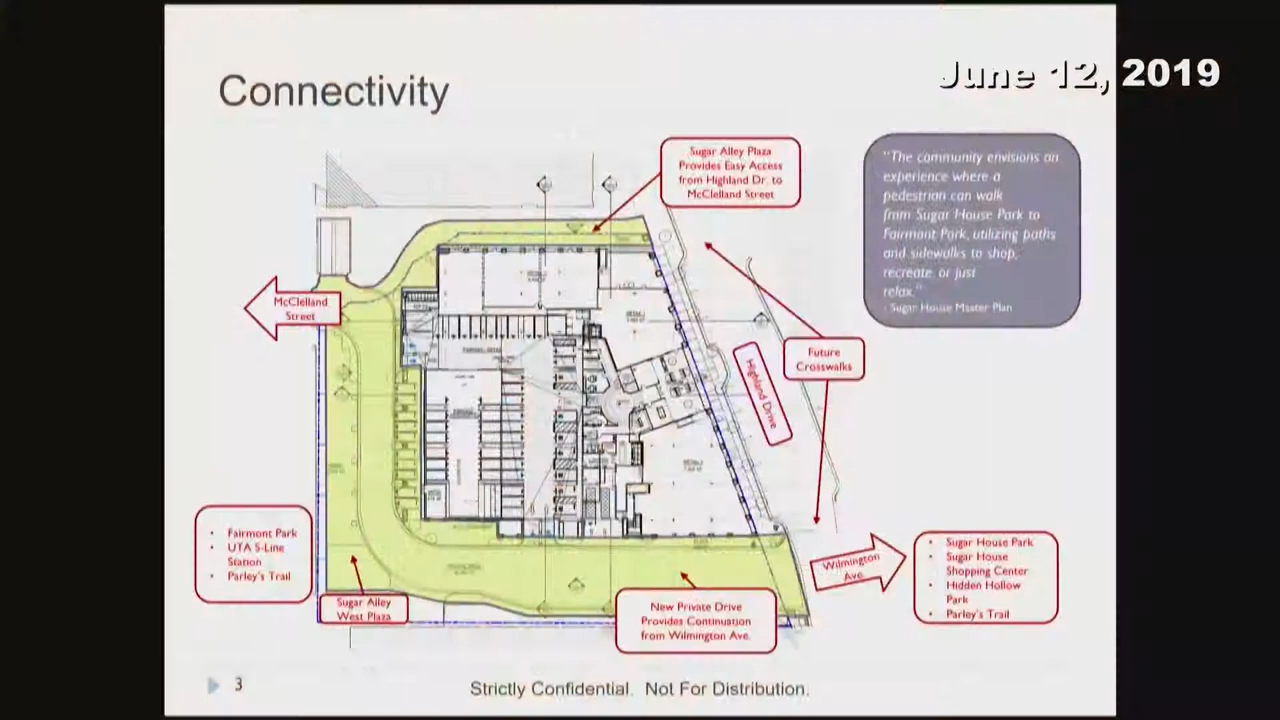 Connectivity
June 12, 2019
Sugar Alley Plaza
Provides Easy Access
from Highland Dr. to
McClelland Street
"The community envisions an
experience where a
pedestrian can walk
from Sugar House Park to
Fairmont Park, utilizing paths
and sidewalks to shop,
recreate or just
relax."
- Sugar House Master Plan
McClelland
Street
Future
Crosswalks
Highland Drive
• Fairmont Park
• UTA S-Line
Station
• Parley's Trail
Wilmington
Ave.
• Sugar House Park
• Sugar House
Shopping Center
• Hidden Hollow
Park
• Parley's Trail
Sugar Alley
West Plaza
New Private Drive
Provides Continuation
from Wilmington Ave.
3
Strictly Confidential. Not For Distribution.